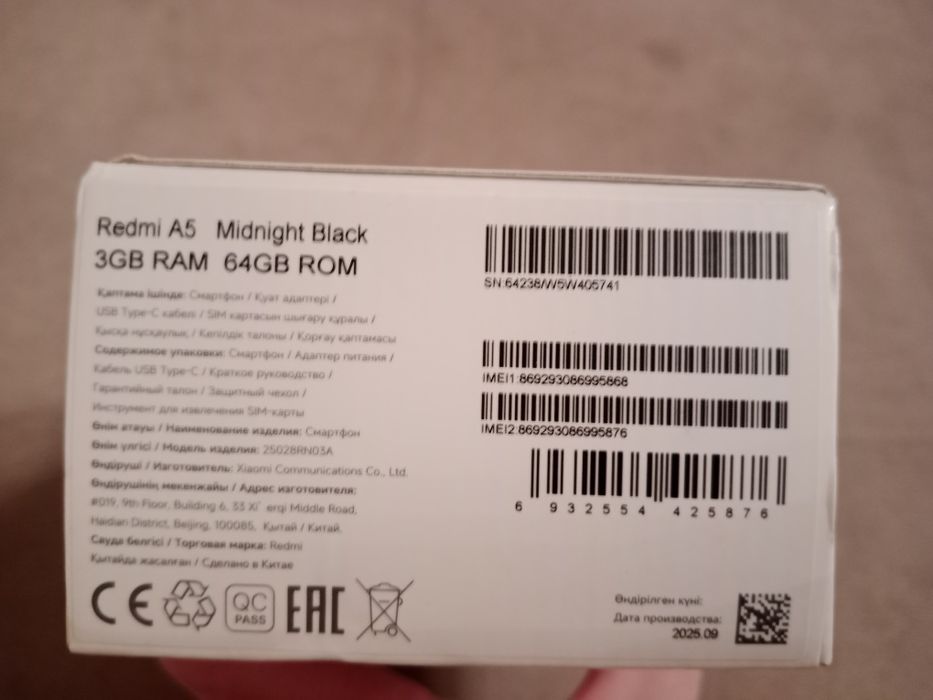 Redmi A5 Midnight Black
3GB RAM 64GB ROM
Қаптама ішінде: Смартфон / Қуат адаптері /
USB Type-C кабелі / SIM картасын шығару құралы /
Қысқа нұсқаулық / Кепілдік талоны / Қорғау қаптамасы
Содержимое упаковки: Смартфон / Адаптер питания /
Кабель USB Type-C / Краткое руководство /
Гарантийный талон / Защитный чехол /
Инструмент для извлечения SIM-карты
Өнім атауы / Наименование изделия: Смартфон
Өнім үлгісі / Модель изделия: 25028RN03A
Өндіруші / Изготовитель: Xiaomi Communications Co., Ltd.
Өндірушінің мекенжайы / Адрес изготовителя:
#019, 9th Floor, Building 6, 33 Xi' erqi Middle Road,
Haidian District, Beijing, 100085, Қытай / Китай.
Сауда белгісі / Торговая марка: Redmi
Қытайда жасалған / Сделано в Китае
CE
QC
PASS
EAC
SN:64238/W5W405741
IMEI1:869293086995868
IMEI2:869293086995876
6 932554 425876
Өндірілген күні:
Дата производства:
2025.09